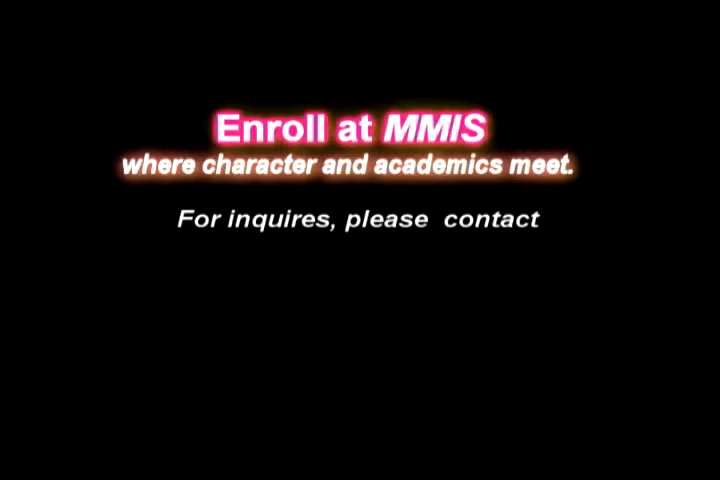 Enroll at MMIS
where character and academics meet.
For inquires, please contact